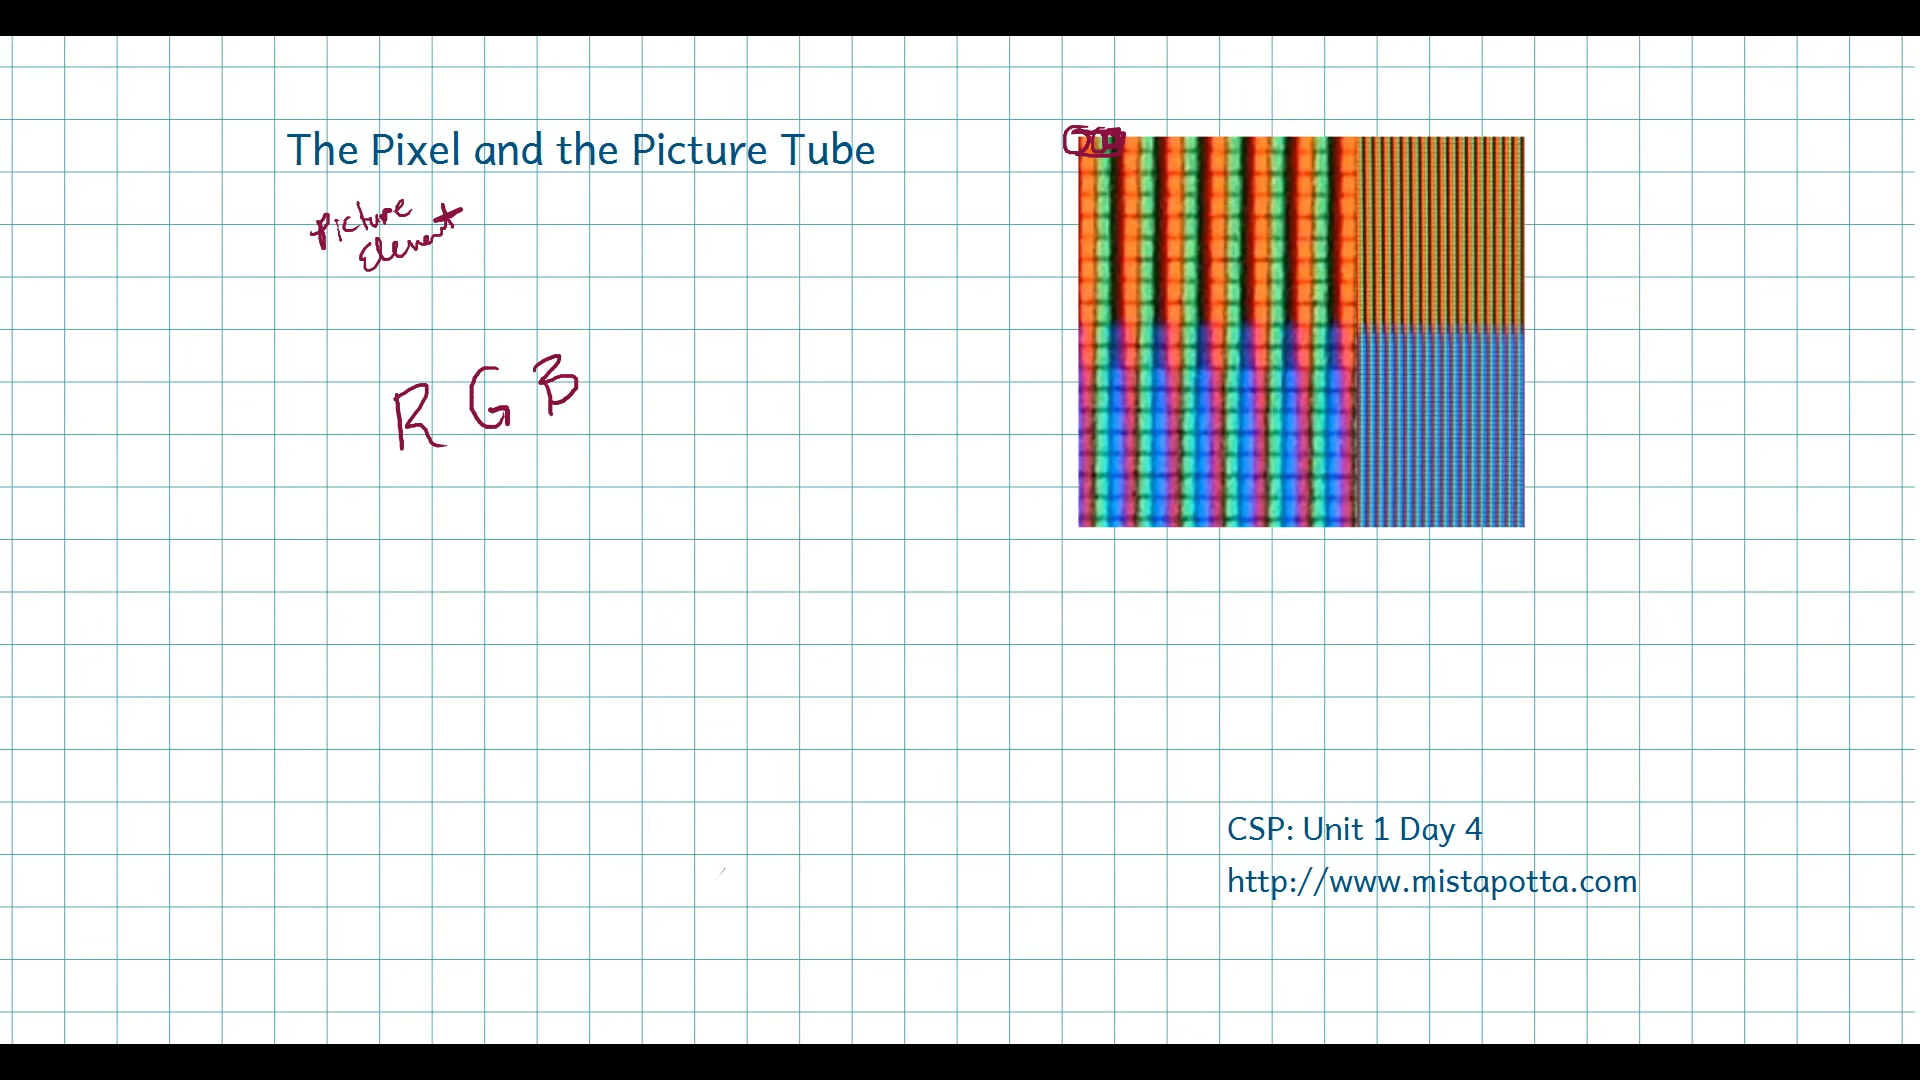 The Pixel and the Picture Tube
Picture
Element
R G B
CSP: Unit 1 Day 4
http://www.mistapotta.com